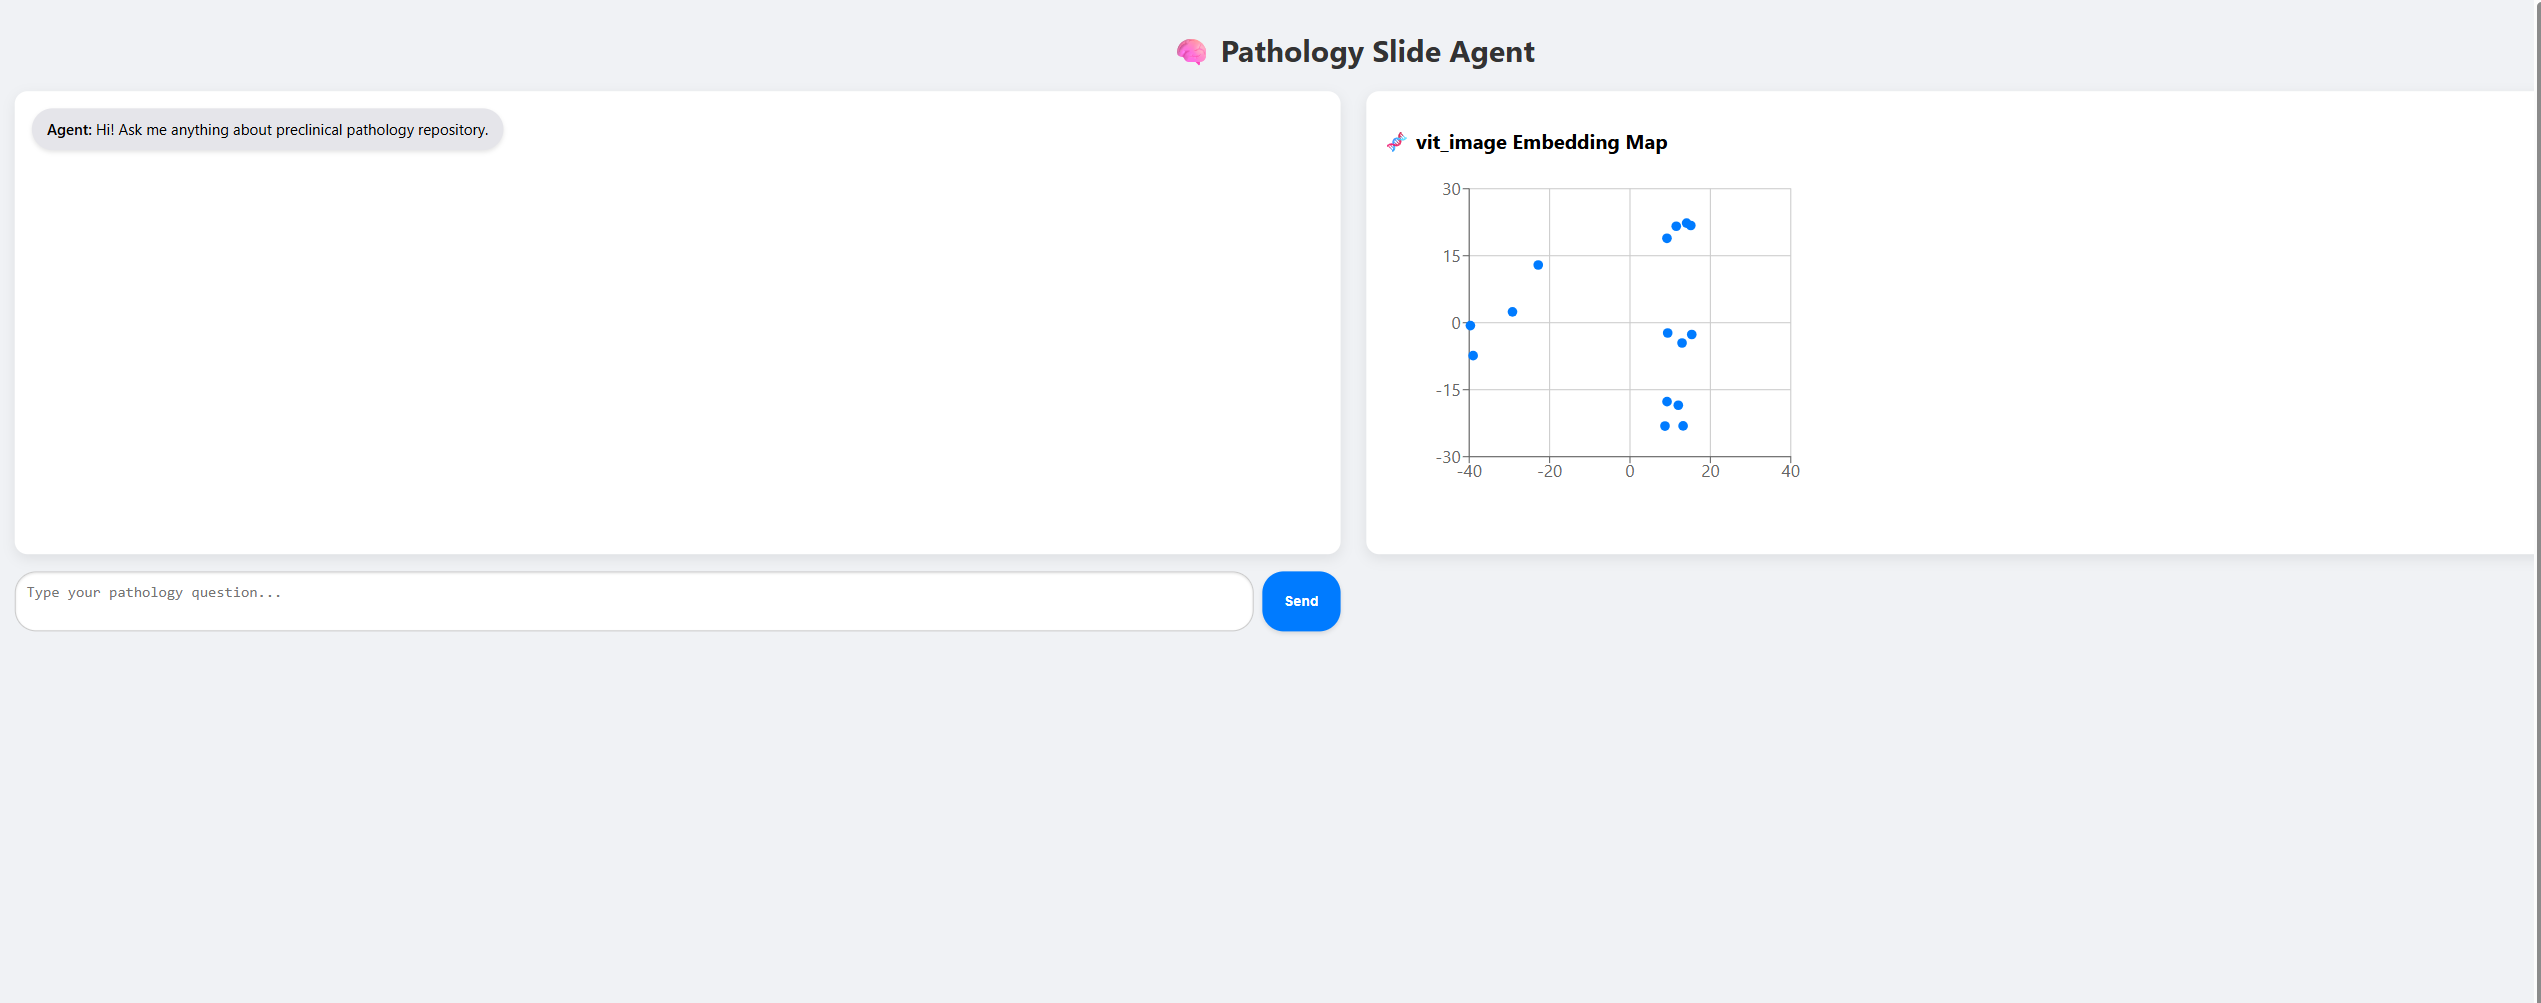 Pathology Slide Agent
Agent: Hi! Ask me anything about preclinical pathology repository.
vit_image Embedding Map
30
15
0
-15
-30
-40 -20 0 20 40
Type your pathology question...
Send